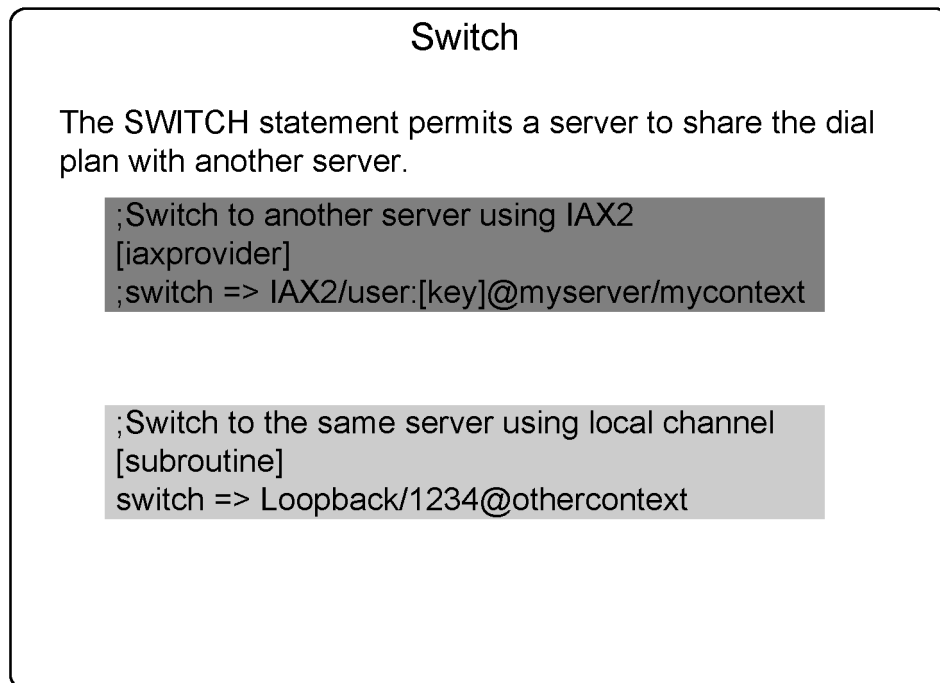 Switch
The SWITCH statement permits a server to share the dial
plan with another server.
;Switch to another server using IAX2
[iaxprovider]
;switch => IAX2/user:[key]@myserver/mycontext
;Switch to the same server using local channel
[subroutine]
switch => Loopback/1234@othercontext